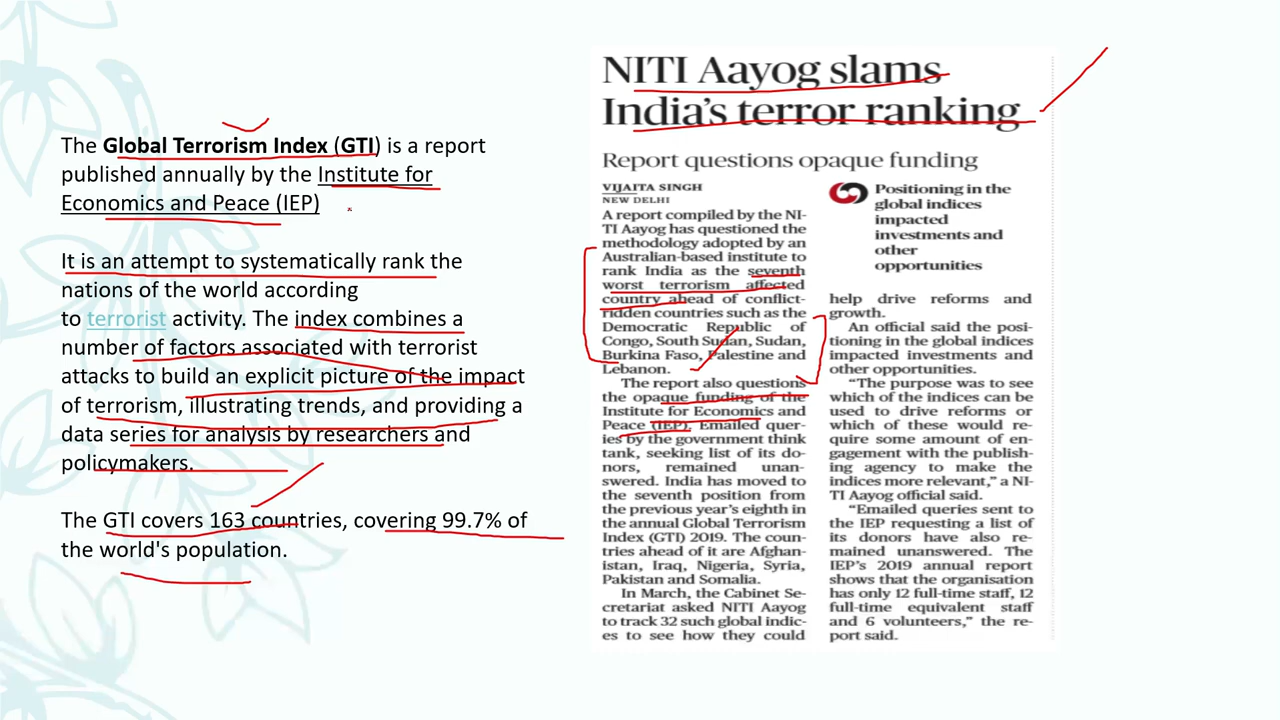 The Global Terrorism Index (GTI) is a report
published annually by the Institute for
Economics and Peace (IEP)
It is an attempt to systematically rank the
nations of the world according
to terrorist activity. The index combines a
number of factors associated with terrorist
attacks to build an explicit picture of the impact
of terrorism, illustrating trends, and providing a
data series for analysis by researchers and
policymakers.
The GTI covers 163 countries, covering 99.7% of
the world's population.
NITI Aayog slams
India's terror ranking
Report questions opaque funding
VIJAITA SINGH
NEW DELHI
A report compiled by the NI-
TI Aayog has questioned the
methodology adopted by an
Australian-based institute to
rank India as the seventh
worst terrorism affected
country ahead of conflict-
ridden countries such as the
Democratic Republic of
Congo, South Sudan, Sudan,
Burkina Faso, Palestine and
Lebanon.
The report also questions
the opaque funding of the
Institute for Economics and
Peace (IEP). Emailed quer-
ies by the government think
tank, seeking list of its do-
nors, remained unan-
swered. India has moved to
the seventh position from
the previous year's eighth in
the annual Global Terrorism
Index (GTI) 2019. The coun-
tries ahead of it are Afghan-
istan, Iraq, Nigeria, Syria,
Pakistan and Somalia.
In March, the Cabinet Se-
cretariat asked NITI Aayog
to track 32 such global indic-
es to see how they could
Positioning in the
global indices
impacted
investments and
other
opportunities
help drive reforms and
growth.
An official said the posi-
tioning in the global indices
impacted investments and
other opportunities.
"The purpose was to see
which of the indices can be
used to drive reforms or
which of these would re-
quire some amount of en-
gagement with the publish-
ing agency to make the
indices more relevant," a NI-
TI Aayog official said.
"Emailed queries sent to
the IEP requesting a list of
its donors have also re-
mained unanswered. The
IEP's 2019 annual report
shows that the organisation
has only 12 full-time staff, 12
full-time equivalent staff
and 6 volunteers," the re-
port said.